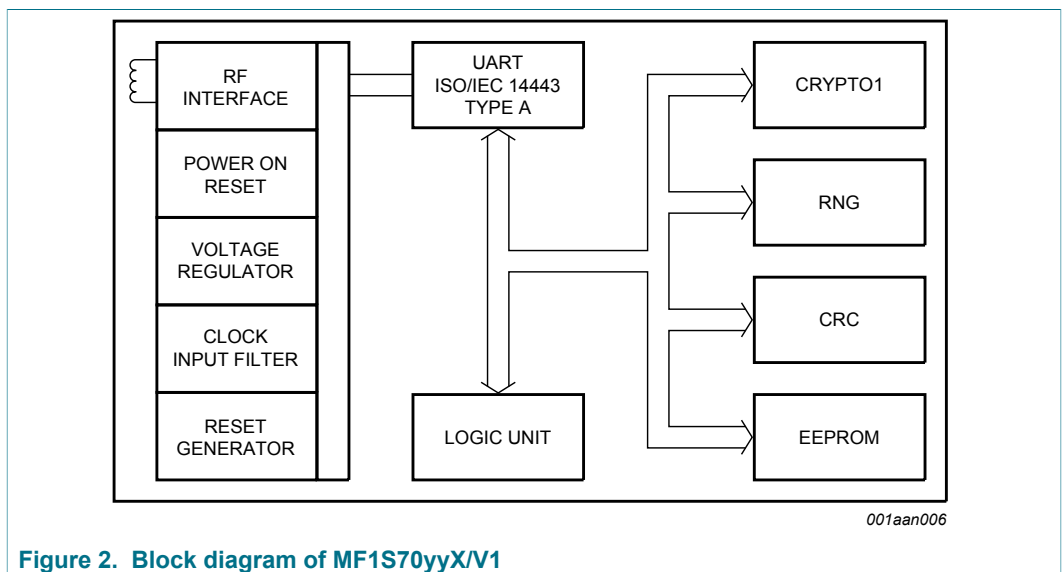 RF
INTERFACE
POWER ON
RESET
VOLTAGE
REGULATOR
CLOCK
INPUT FILTER
RESET
GENERATOR
UART
ISO/IEC 14443
TYPE A
LOGIC UNIT
CRYPTO1
RNG
CRC
EEPROM
001aan006
Figure 2. Block diagram of MF1S70yyX/V1